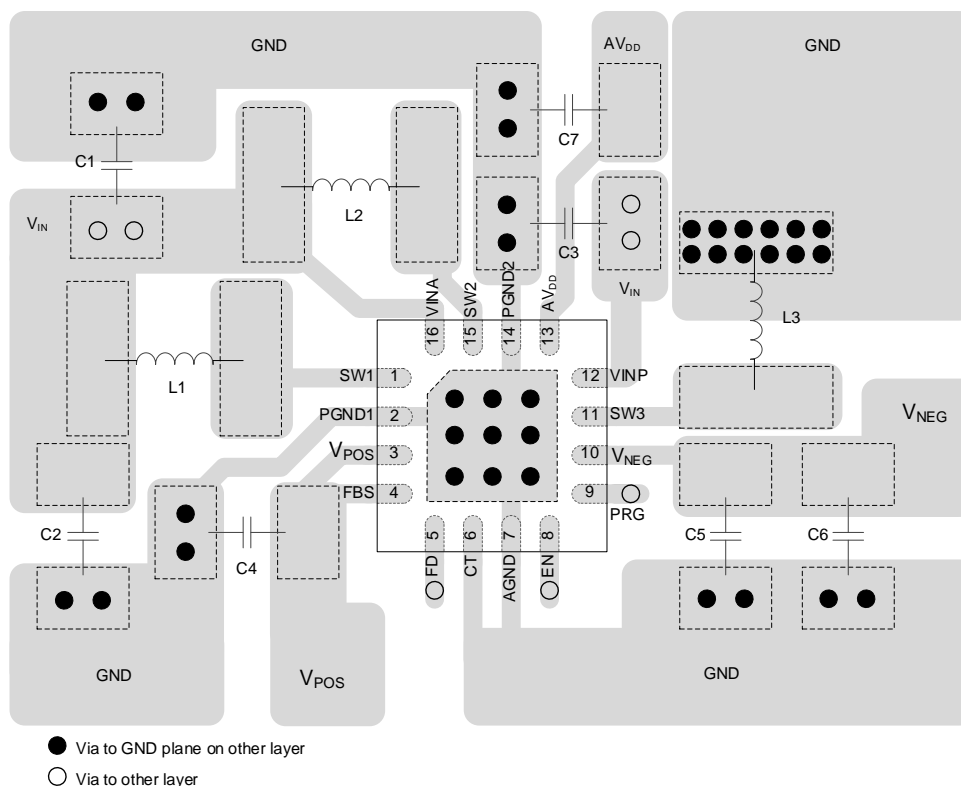 GND
AVDD
GND
C7
C1
L2
VIN
C3
VIN
L3
16 VINA
15 SW2
14 PGND2
13 AVDD
L1
SW1 1
12 VINP
PGND1 2
11 SW3
VNEG
VPOS 3
10 VNEG
FBS 4
9
PRG
C2
C4
5 FD
6 CT
7 AGND
8 EN
C5
C6
GND
VPOS
GND
Via to GND plane on other layer
Via to other layer